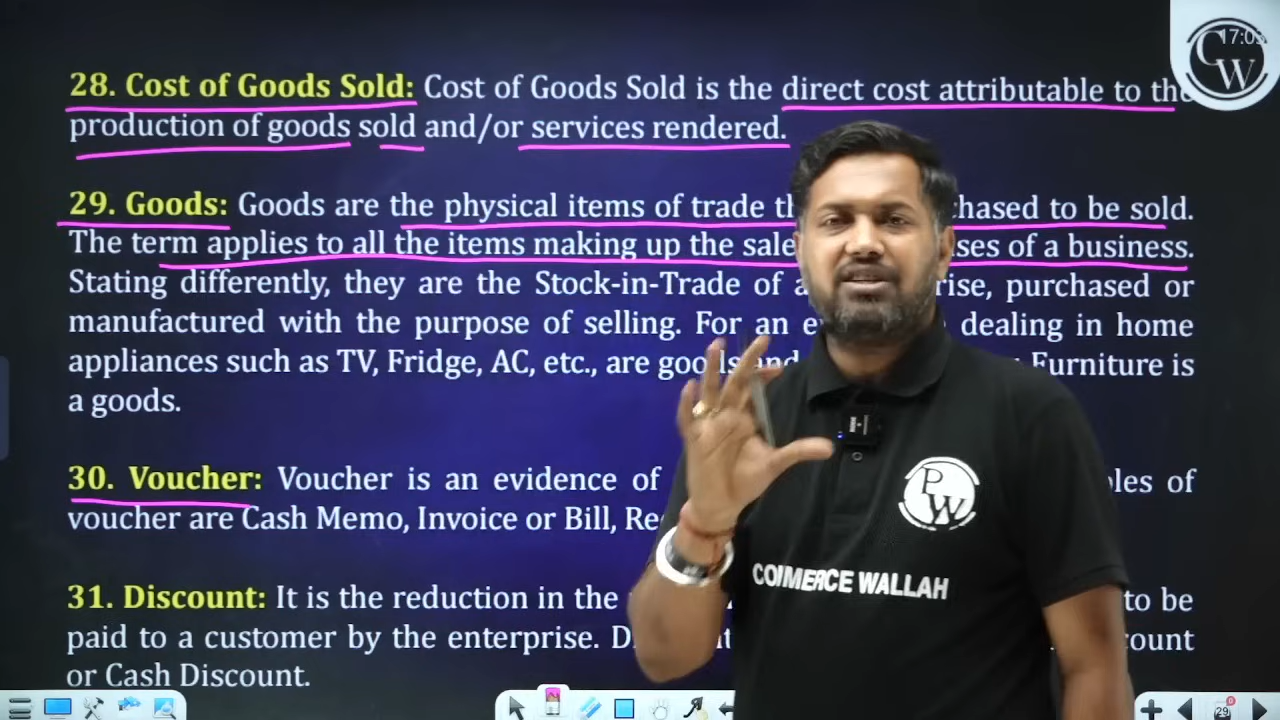 28. Cost of Goods Sold: Cost of Goods Sold is the direct cost attributable to the
production of goods sold and/or services rendered.
29. Goods: Goods are the physical items of trade chased to be sold.
The term applies to all the items making up the sale ses of a business.
Stating differently, they are the Stock-in-Trade of a rise, purchased or
manufactured with the purpose of selling. For an e dealing in home
appliances such as TV, Fridge, AC, etc., are goods and Furniture is
a goods.
30. Voucher: Voucher is an evidence of les of
voucher are Cash Memo, Invoice or Bill, Re
31. Discount: It is the reduction in the to be
paid to a customer by the enterprise. D count
or Cash Discount.
CW
17:05
PW
COMMERCE WALLAH
29